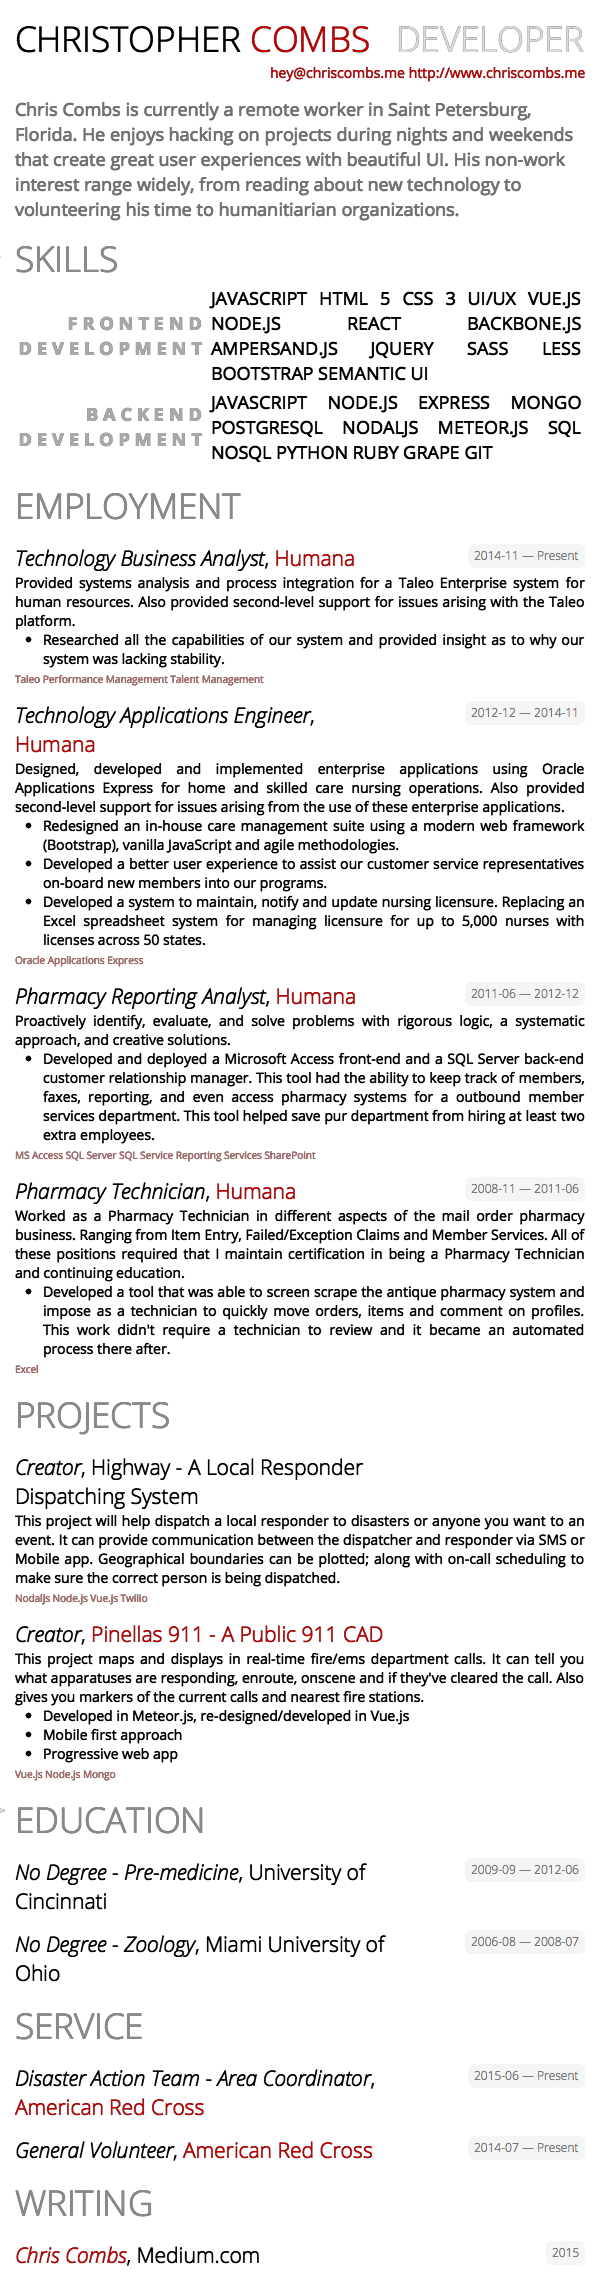 CHRISTOPHER COMBS DEVELOPER
hey@chriscombs.me http://www.chriscombs.me
Chris Combs is currently a remote worker in Saint Petersburg,
Florida. He enjoys hacking on projects during nights and weekends
that create great user experiences with beautiful UI. His non-work
interest range widely, from reading about new technology to
volunteering his time to humanitiarian organizations.
SKILLS
FRONTEND DEVELOPMENT
JAVASCRIPT HTML 5 CSS 3 UI/UX VUE.JS
NODE.JS REACT BACKBONE.JS
AMPERSAND.JS JQUERY SASS LESS
BOOTSTRAP SEMANTIC UI
BACKEND DEVELOPMENT
JAVASCRIPT NODE.JS EXPRESS MONGO
POSTGRESQL NODALJS METEOR.JS SQL
NOSQL PYTHON RUBY GRAPE GIT
EMPLOYMENT
Technology Business Analyst, Humana 2014-11 — Present
Provided systems analysis and process integration for a Taleo Enterprise system for
human resources. Also provided second-level support for issues arising with the Taleo
platform.
• Researched all the capabilities of our system and provided insight as to why our
system was lacking stability.
Taleo Performance Management Talent Management
Technology Applications Engineer, 2012-12 — 2014-11
Humana
Designed, developed and implemented enterprise applications using Oracle
Applications Express for home and skilled care nursing operations. Also provided
second-level support for issues arising from the use of these enterprise applications.
• Redesigned an in-house care management suite using a modern web framework
(Bootstrap), vanilla JavaScript and agile methodologies.
• Developed a better user experience to assist our customer service representatives
on-board new members into our programs.
• Developed a system to maintain, notify and update nursing licensure. Replacing an
Excel spreadsheet system for managing licensure for up to 5,000 nurses with
licenses across 50 states.
Oracle Applications Express
Pharmacy Reporting Analyst, Humana 2011-06 — 2012-12
Proactively identify, evaluate, and solve problems with rigorous logic, a systematic
approach, and creative solutions.
• Developed and deployed a Microsoft Access front-end and a SQL Server back-end
customer relationship manager. This tool had the ability to keep track of members,
faxes, reporting, and even access pharmacy systems for a outbound member
services department. This tool helped save pur department from hiring at least two
extra employees.
MS Access SQL Server SQL Service Reporting Services SharePoint
Pharmacy Technician, Humana 2008-11 — 2011-06
Worked as a Pharmacy Technician in different aspects of the mail order pharmacy
business. Ranging from Item Entry, Failed/Exception Claims and Member Services. All of
these positions required that I maintain certification in being a Pharmacy Technician
and continuing education.
• Developed a tool that was able to screen scrape the antique pharmacy system and
impose as a technician to quickly move orders, items and comment on profiles.
This work didn't require a technician to review and it became an automated
process there after.
Excel
PROJECTS
Creator, Highway - A Local Responder
Dispatching System
This project will help dispatch a local responder to disasters or anyone you want to an
event. It can provide communication between the dispatcher and responder via SMS or
Mobile app. Geographical boundaries can be plotted; along with on-call scheduling to
make sure the correct person is being dispatched.
Nodaljs Node.js Vue.js Twilio
Creator, Pinellas 911 - A Public 911 CAD
This project maps and displays in real-time fire/ems department calls. It can tell you
what apparatuses are responding, enroute, onscene and if they've cleared the call. Also
gives you markers of the current calls and nearest fire stations.
• Developed in Meteor.js, re-designed/developed in Vue.js
• Mobile first approach
• Progressive web app
Vue.js Node.js Mongo
EDUCATION
No Degree - Pre-medicine, University of 2009-09 — 2012-06
Cincinnati
No Degree - Zoology, Miami University of 2006-08 — 2008-07
Ohio
SERVICE
Disaster Action Team - Area Coordinator, 2015-06 — Present
American Red Cross
General Volunteer, American Red Cross 2014-07 — Present
WRITING
Chris Combs, Medium.com 2015